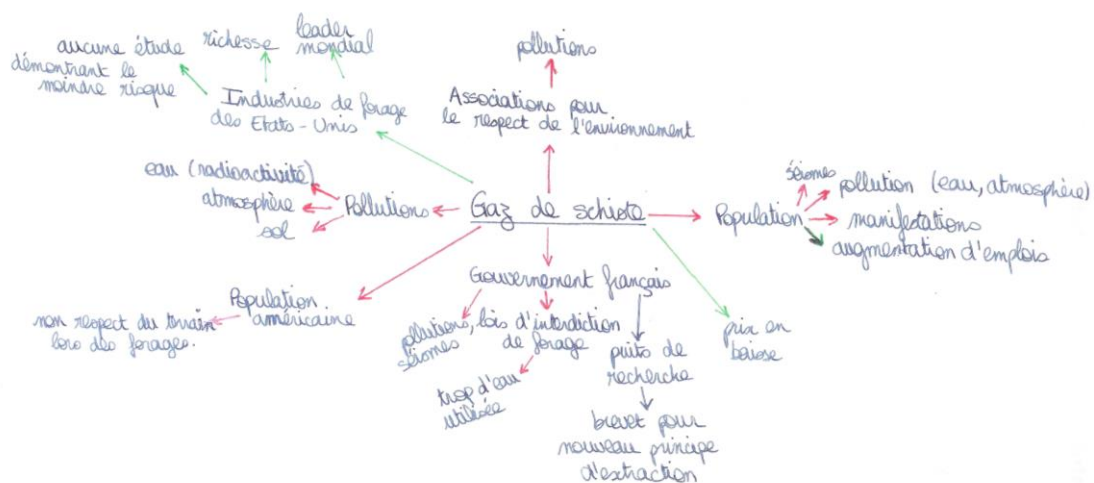 aucune étude
démontrant le
moindre risque
richesse
leader
mondial
Industries de forage
des Etats-Unis
pollutions
Associations pour
le respect de l'environnement
eau (radioactivité)
atmosphère
sol
Pollutions
Gaz de schiste
Population
séismes
pollution (eau, atmosphère)
manifestations
augmentation d'emplois
Population
américaine
non respect du terrain
lors des forages.
Gouvernement français
pollutions,
séismes
lois d'interdiction
de forage
trop d'eau
utilisée
puits de
recherche
brevet pour
nouveau principe
d'extraction
prix en
baisse